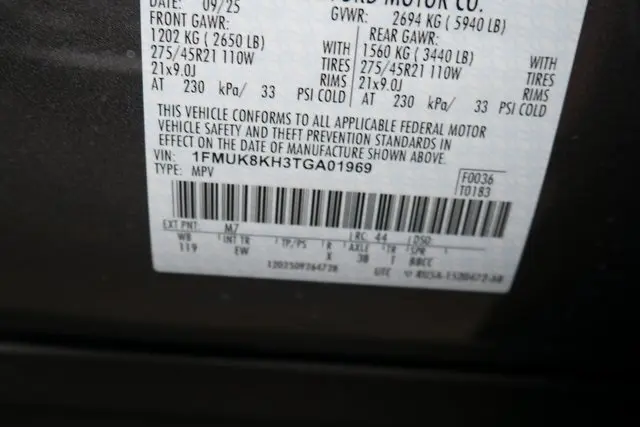 DATE: 09/25 FORD MOTOR CO.
FRONT GAWR: GVWR: 2694 KG ( 5940 LB)
1202 KG ( 2650 LB) REAR GAWR:
275/45R21 110W WITH 1560 KG ( 3440 LB) WITH
21x9.0J TIRES 275/45R21 110W TIRES
RIMS 21x9.0J RIMS
AT 230 kPa/ 33 PSI COLD AT 230 kPa/ 33 PSI COLD
THIS VEHICLE CONFORMS TO ALL APPLICABLE FEDERAL MOTOR
VEHICLE SAFETY AND THEFT PREVENTION STANDARDS IN
EFFECT ON THE DATE OF MANUFACTURE SHOWN ABOVE.
VIN: 1FMUK8KH3TGA01969
TYPE: MPV F0036
T0183
EXT PNT: M7 RC: 44 DSO:
WB INT TR TP/PS R AXLE TR SPR
119 EW X 3B T BBCC
UTC